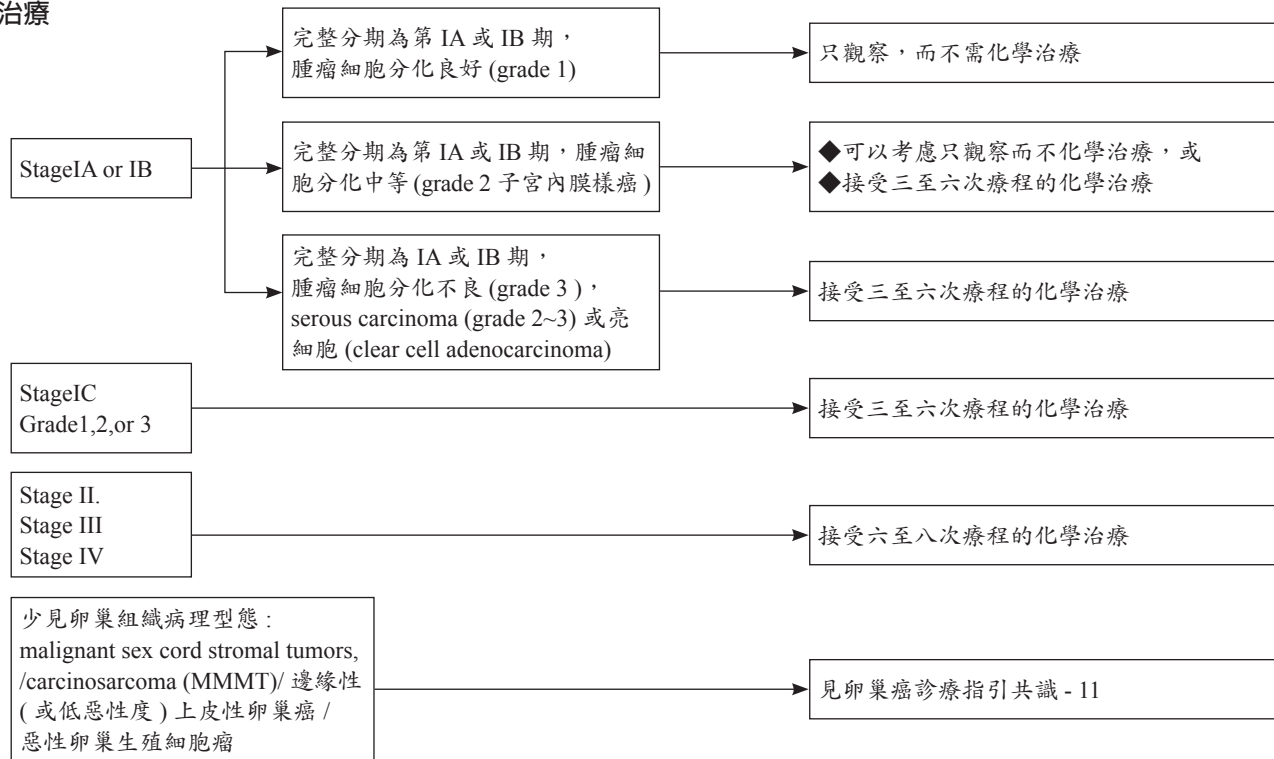 治療
StageIA or IB
完整分期為第 IA 或 IB 期，
腫瘤細胞分化良好 (grade 1)
只觀察，而不需化學治療
完整分期為第 IA 或 IB 期，腫瘤細
胞分化中等 (grade 2 子宮內膜樣癌 )
◆可以考慮只觀察而不化學治療，或
◆接受三至六次療程的化學治療
完整分期為 IA 或 IB 期，
腫瘤細胞分化不良 (grade 3 )，
serous carcinoma (grade 2~3) 或亮
細胞 (clear cell adenocarcinoma)
接受三至六次療程的化學治療
StageIC
Grade1,2,or 3
接受三至六次療程的化學治療
Stage II.
Stage III
Stage IV
接受六至八次療程的化學治療
少見卵巢組織病理型態 :
malignant sex cord stromal tumors,
/carcinosarcoma (MMMT)/ 邊緣性
( 或低惡性度 ) 上皮性卵巢癌 /
惡性卵巢生殖細胞瘤
見卵巢癌診療指引共識 - 11